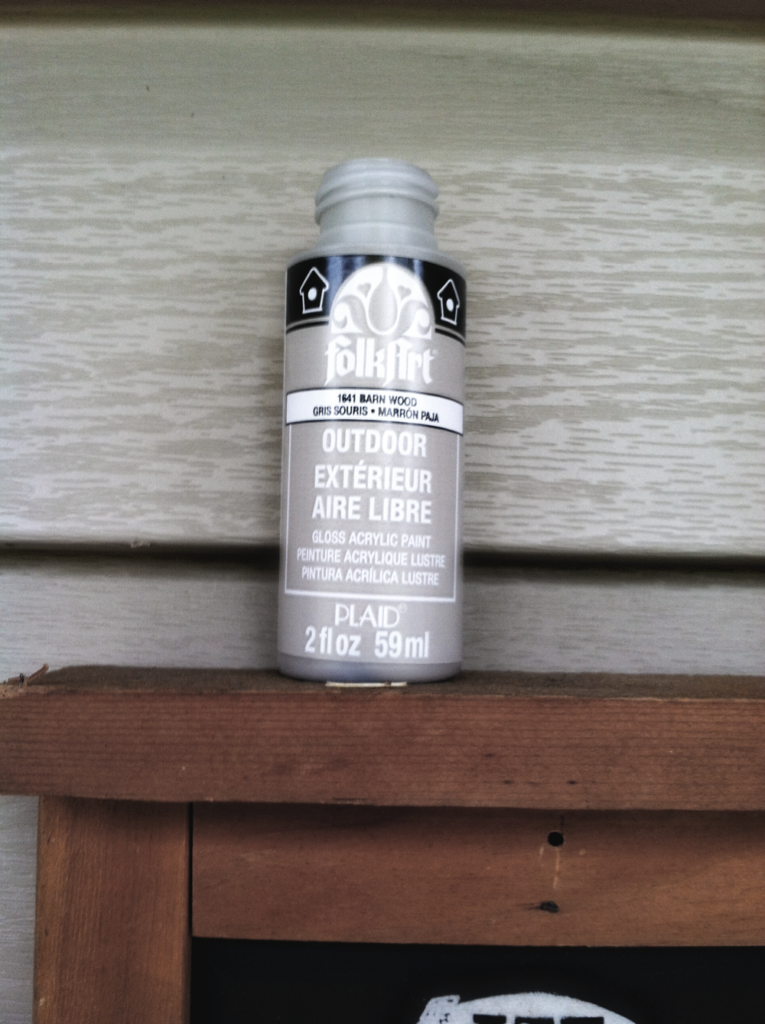 folkArt
1641 BARN WOOD
GRIS SOURIS • MARRÓN PAJA
OUTDOOR
EXTÉRIEUR
AIRE LIBRE
GLOSS ACRYLIC PAINT
PEINTURE ACRYLIQUE LUSTRE
PINTURA ACRÍLICA LUSTRE
PLAID®
2 fl oz 59 ml